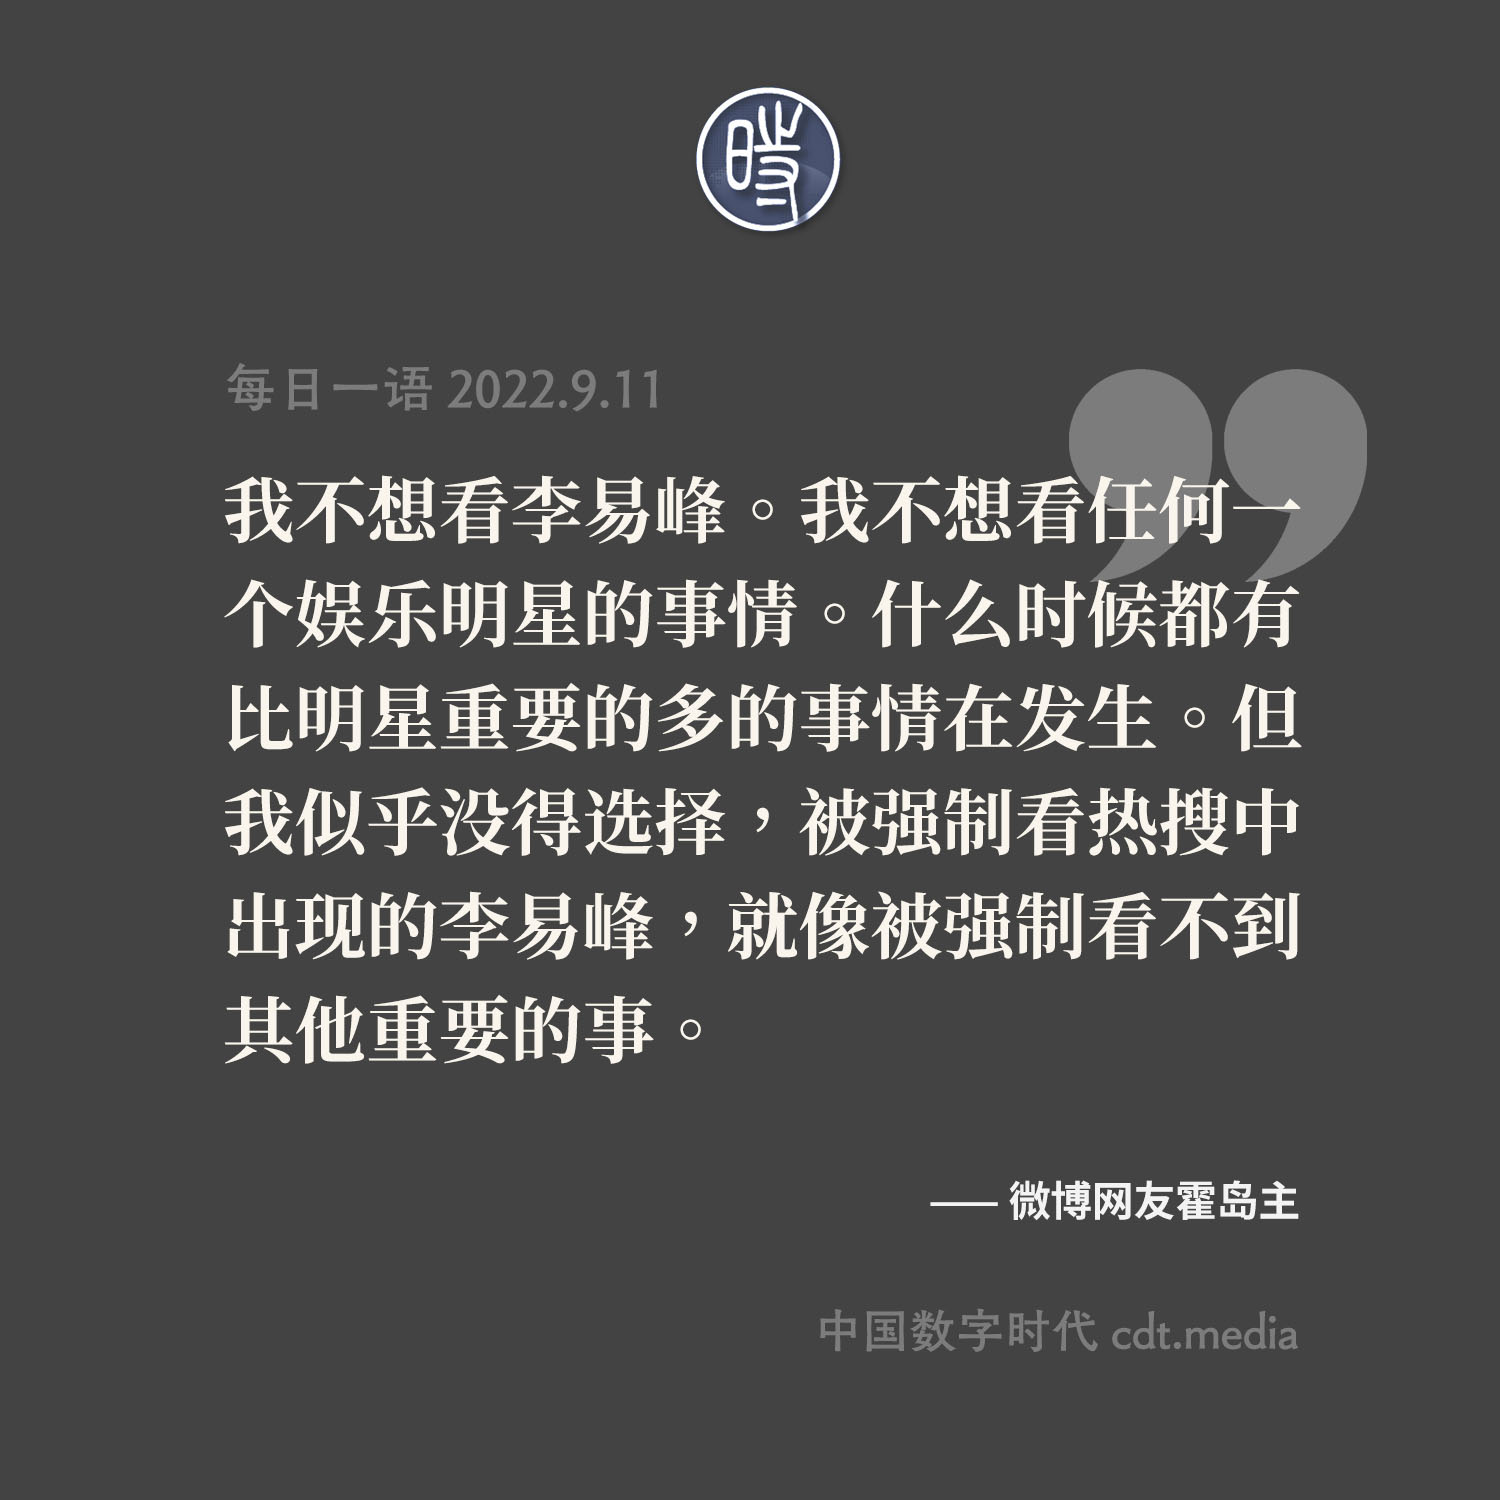 時
每日一语 2022.9.11
我不想看李易峰。我不想看任何一
个娱乐明星的事情。什么时候都有
比明星重要的多的事情在发生。但
我似乎没得选择，被强制看热搜中
出现的李易峰，就像被强制看不到
其他重要的事。
—— 微博网友霍岛主
中国数字时代 cdt.media